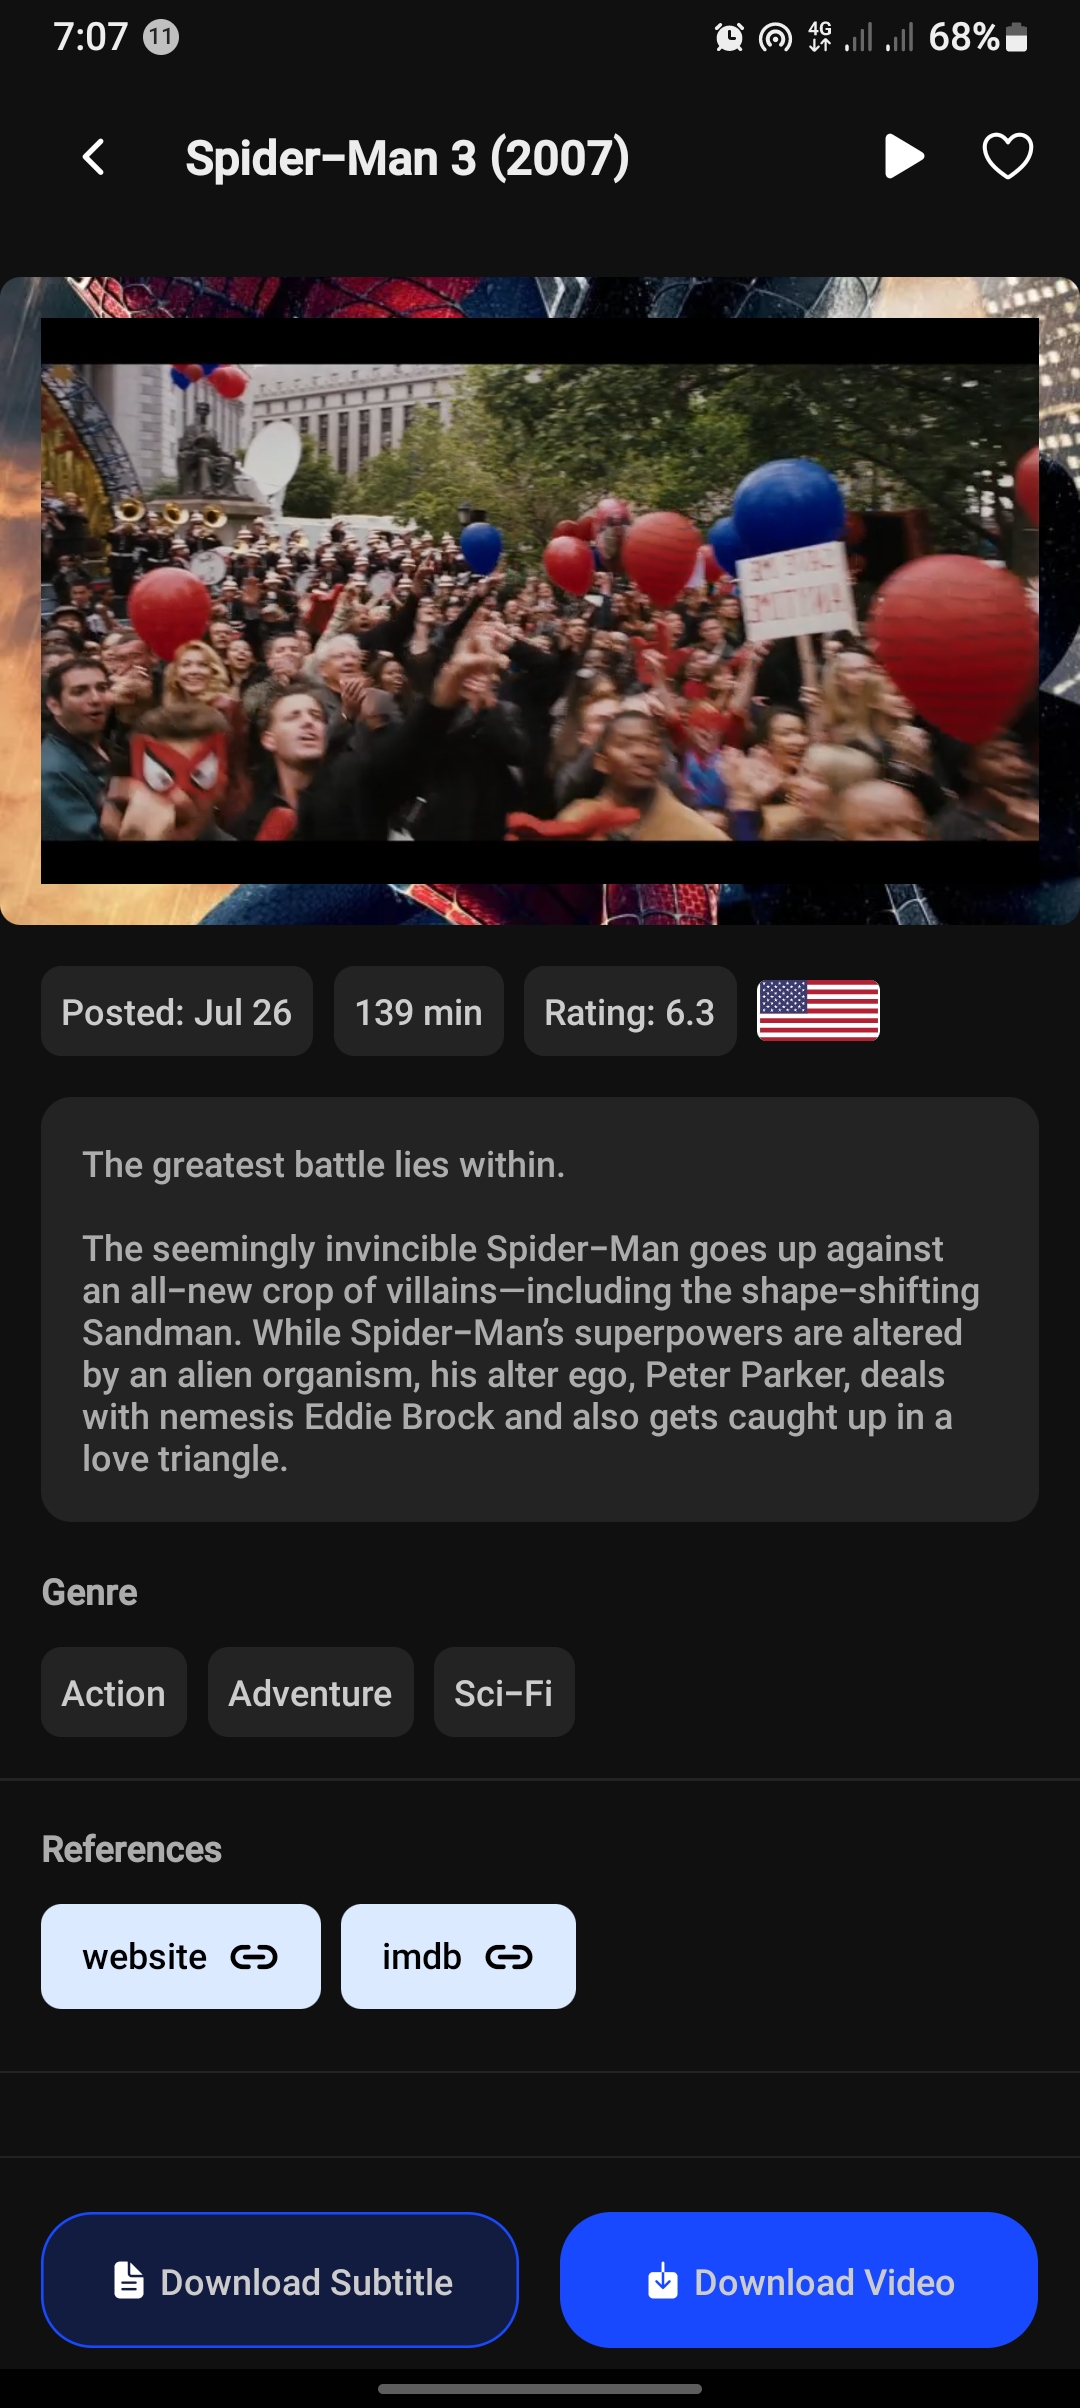 7:07 11 4G 68%
Spider-Man 3 (2007)
Posted: Jul 26 139 min Rating: 6.3
The greatest battle lies within.
The seemingly invincible Spider-Man goes up against
an all-new crop of villains—including the shape-shifting
Sandman. While Spider-Man’s superpowers are altered
by an alien organism, his alter ego, Peter Parker, deals
with nemesis Eddie Brock and also gets caught up in a
love triangle.
Genre
Action Adventure Sci-Fi
References
website imdb
Download Subtitle Download Video